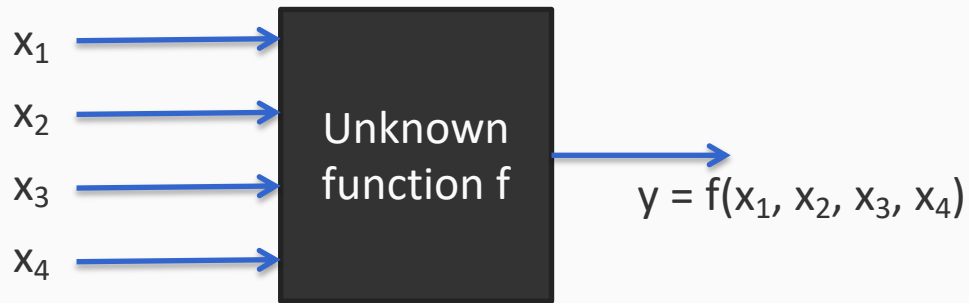 x₁
x₂
x₃
x₄
Unknown
function f
y = f(x₁, x₂, x₃, x₄)